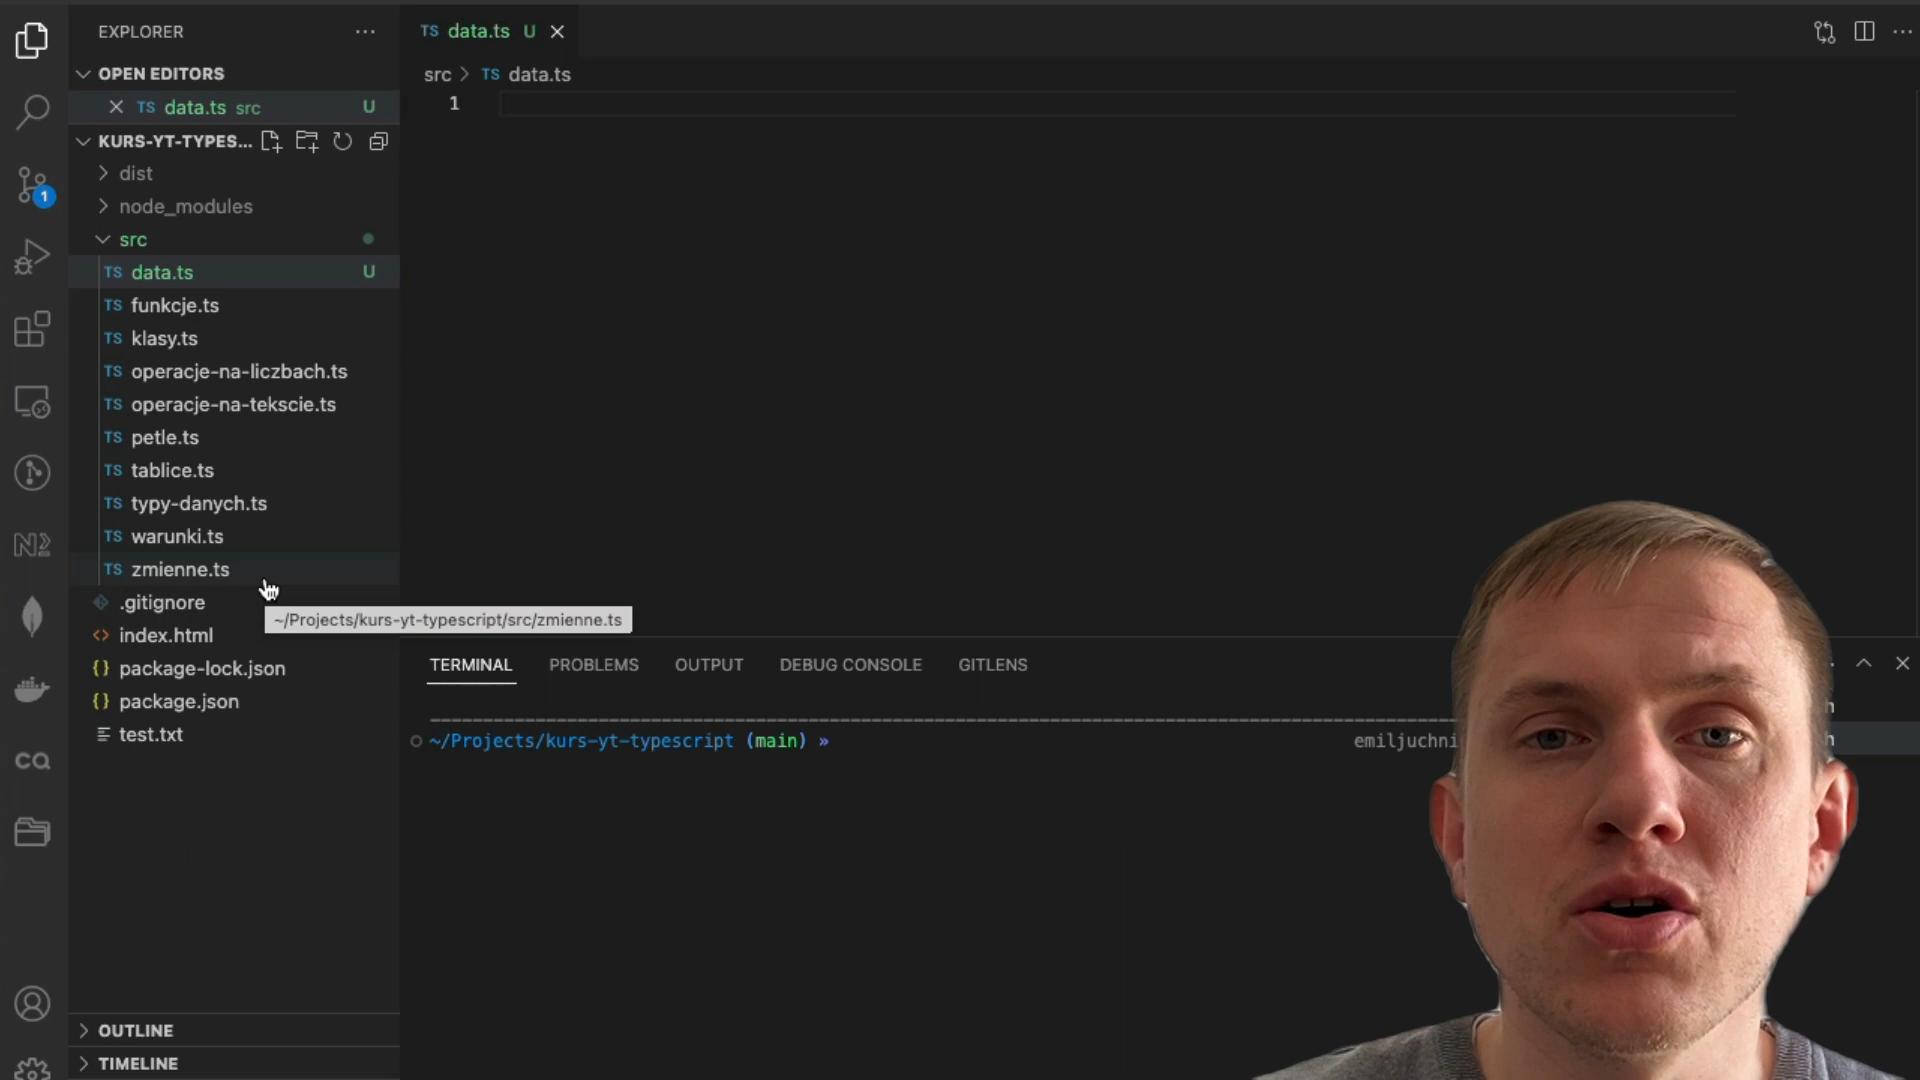 EXPLORER
OPEN EDITORS
TS data.ts src U
KURS-YT-TYPES...
dist
node_modules
src
TS data.ts U
TS funkcje.ts
TS klasy.ts
TS operacje-na-liczbach.ts
TS operacje-na-tekscie.ts
TS petle.ts
TS tablice.ts
TS typy-danych.ts
TS warunki.ts
TS zmienne.ts
.gitignore
index.html
{} package-lock.json
{} package.json
test.txt
OUTLINE
TIMELINE
1
TS data.ts U
src > TS data.ts
1
~/Projects/kurs-yt-typescript/src/zmienne.ts
TERMINAL PROBLEMS OUTPUT DEBUG CONSOLE GITLENS
~/Projects/kurs-yt-typescript (main) » emiljuchni